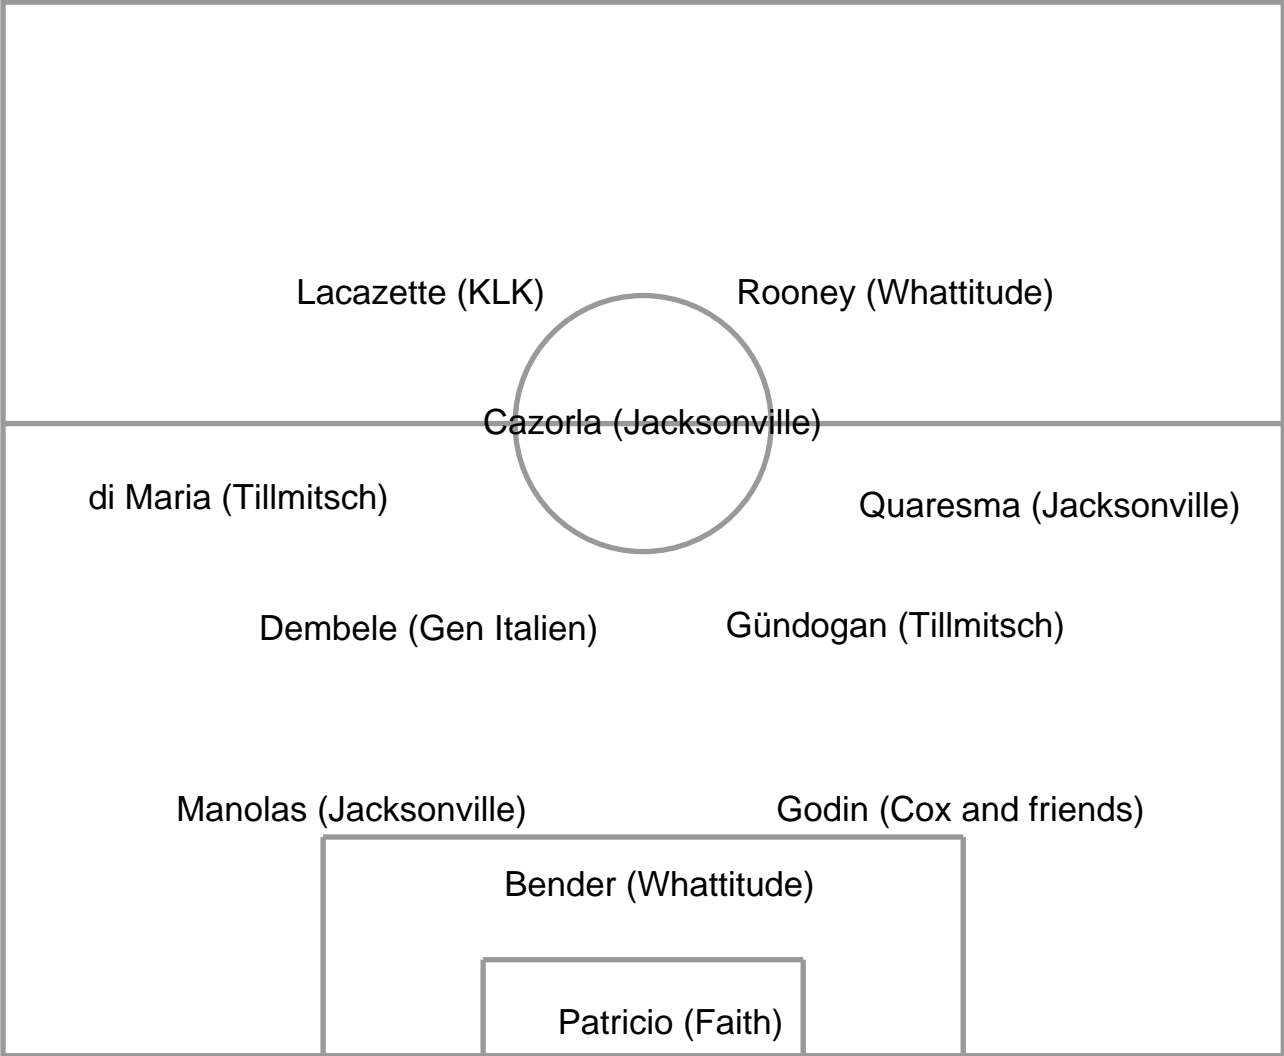 Lacazette (KLK)
Rooney (Whattitude)
Cazorla (Jacksonville)
di Maria (Tillmitsch)
Quaresma (Jacksonville)
Dembele (Gen Italien)
Gündogan (Tillmitsch)
Manolas (Jacksonville)
Godin (Cox and friends)
Bender (Whattitude)
Patricio (Faith)